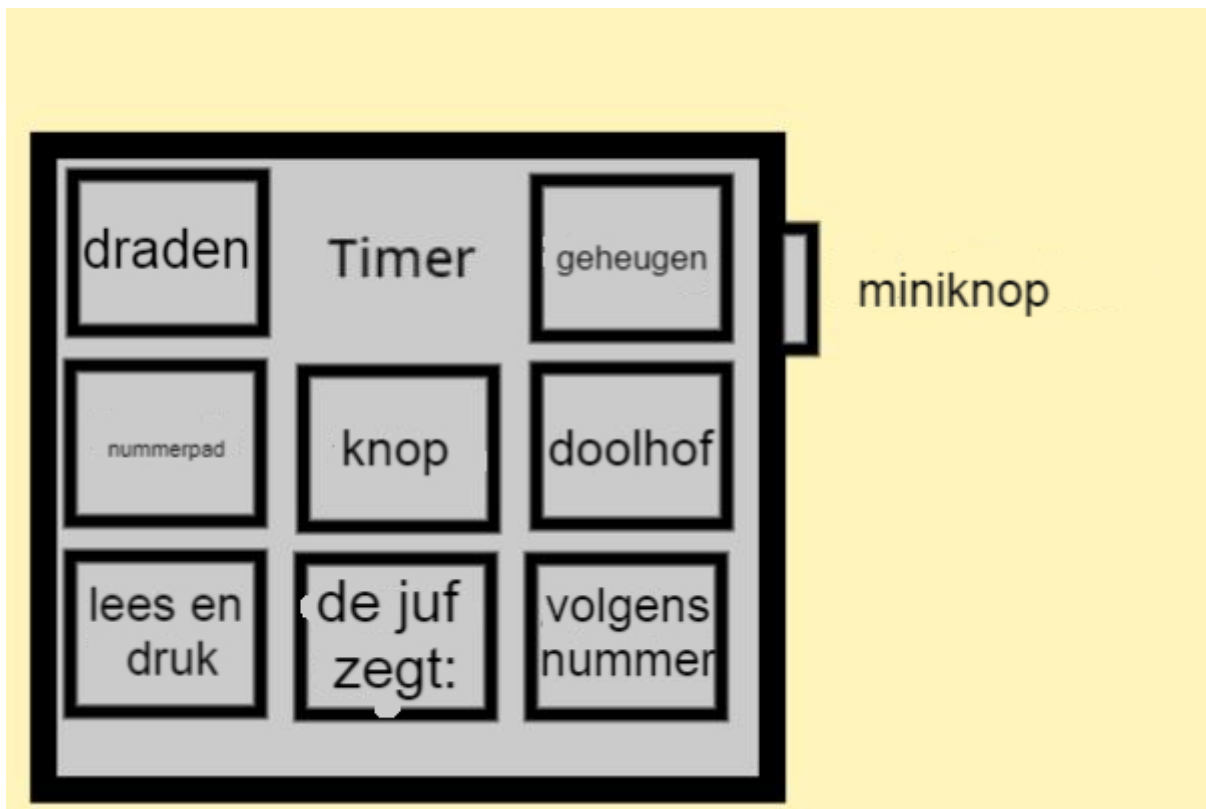 draden
Timer
geheugen
miniknop
nummerpad
knop
doolhof
lees en
druk
de juf
zegt:
volgens
nummer